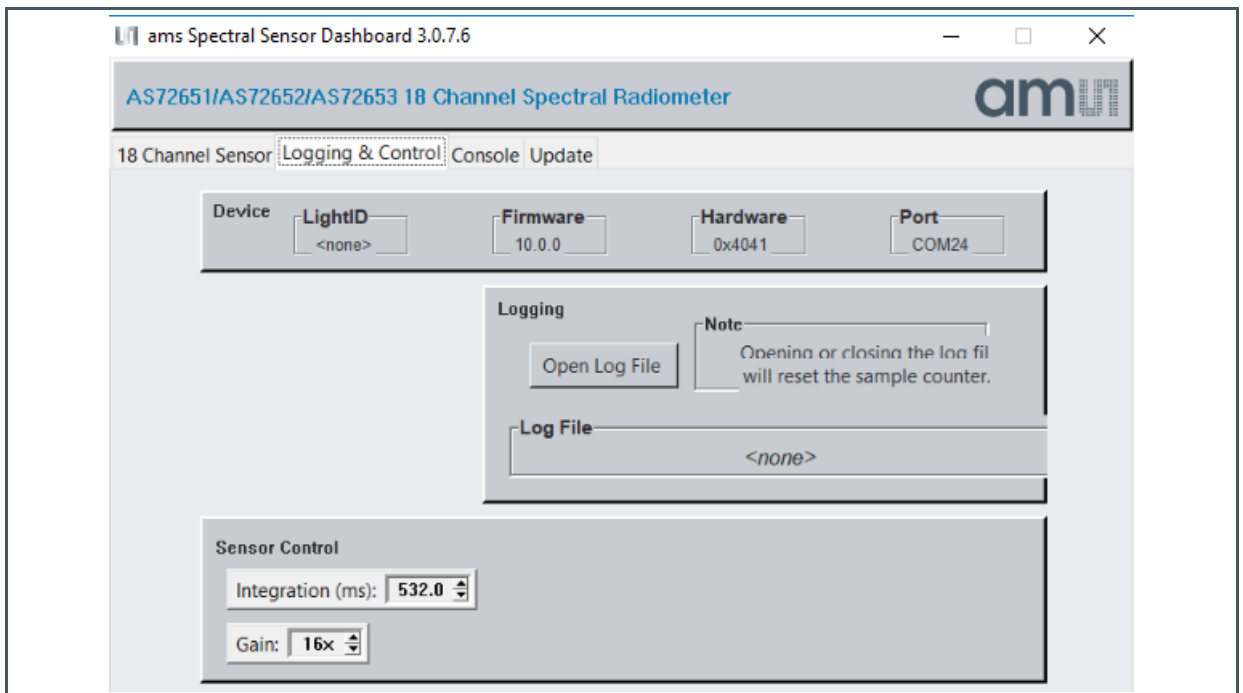 ams Spectral Sensor Dashboard 3.0.7.6
AS72651/AS72652/AS72653 18 Channel Spectral Radiometer
am
18 Channel Sensor Logging & Control Console Update
Device
LightID
<none>
Firmware
10.0.0
Hardware
0x4041
Port
COM24
Logging
Open Log File
Note
Opening or closing the log fil
will reset the sample counter.
Log File
<none>
Sensor Control
Integration (ms): 532.0
Gain: 16x